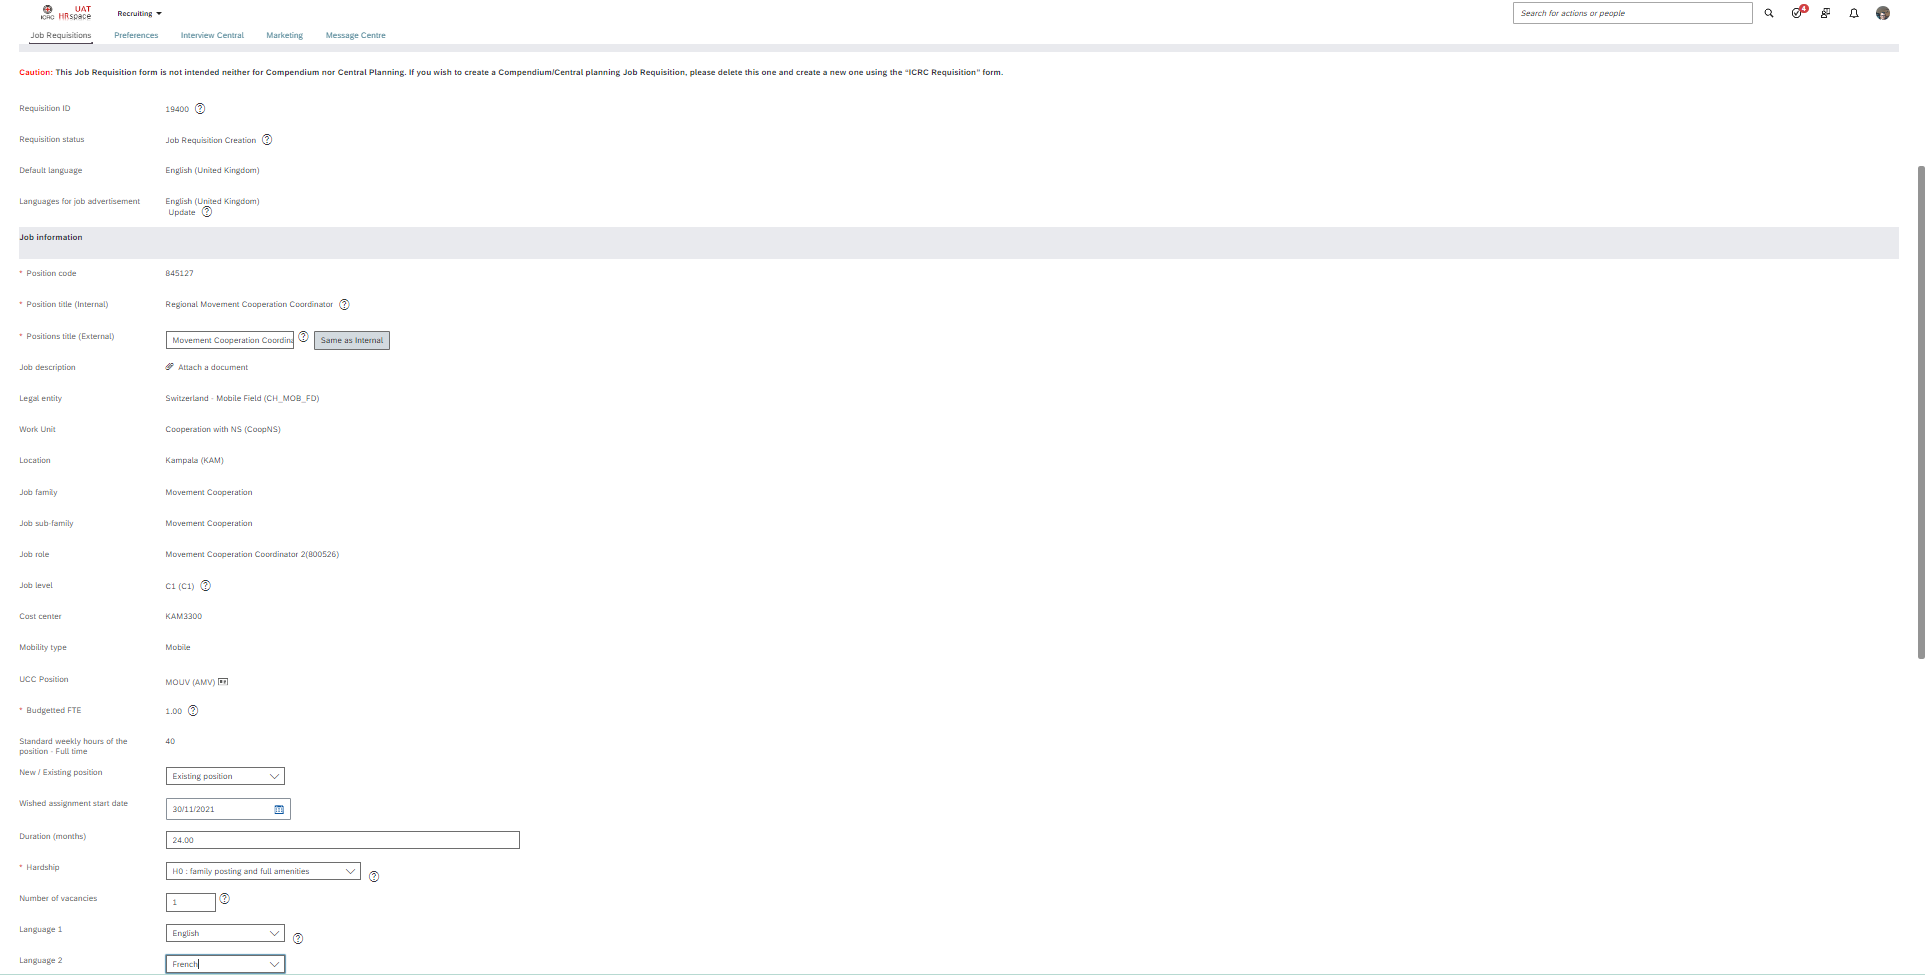 ICRC UAT HRspace Recruiting Search for actions or people 4
Job Requisitions Preferences Interview Central Marketing Message Centre
Caution: This Job Requisition form is not intended neither for Compendium nor Central Planning. If you wish to create a Compendium/Central planning Job Requisition, please delete this one and create a new one using the "ICRC Requisition" form.
Requisition ID 19400 ?
Requisition status Job Requisition Creation ?
Default language English (United Kingdom)
Languages for job advertisement English (United Kingdom)
Update ?
Job information
* Position code 845127
* Position title (Internal) Regional Movement Cooperation Coordinator ?
* Positions title (External) Movement Cooperation Coordina ? Same as Internal
Job description Attach a document
Legal entity Switzerland - Mobile Field (CH_MOB_FD)
Work Unit Cooperation with NS (CoopNS)
Location Kampala (KAM)
Job family Movement Cooperation
Job sub-family Movement Cooperation
Job role Movement Cooperation Coordinator 2(800526)
Job level C1 (C1) ?
Cost center KAM3300
Mobility type Mobile
UCC Position MOUV (AMV)
* Budgetted FTE 1.00 ?
Standard weekly hours of the 40
position - Full time
New / Existing position Existing position
Wished assignment start date 30/11/2021
Duration (months) 24.00
* Hardship H0 : family posting and full amenities ?
Number of vacancies 1 ?
Language 1 English ?
Language 2 French